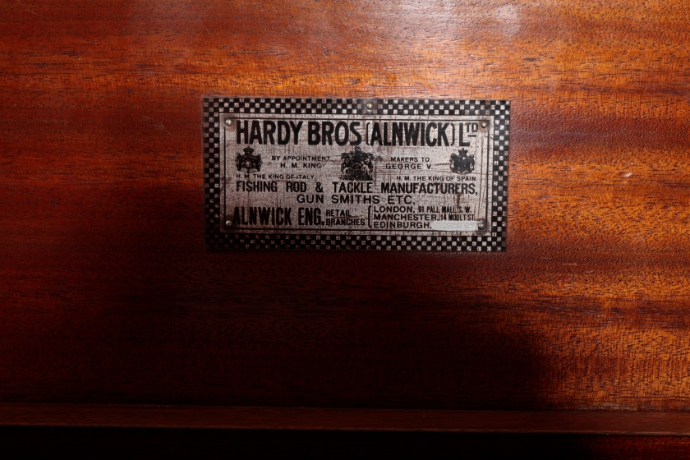 HARDY BROS (ALNWICK) LTD
BY APPOINTMENT MAKERS TO
H. M. KING GEORGE V.
H. M. THE KING OF ITALY. H. M. THE KING OF SPAIN.
FISHING ROD & TACKLE MANUFACTURERS,
GUN SMITHS ETC.
ALNWICK ENG. RETAIL BRANCHES
LONDON, 61 PALL MALL S. W.
MANCHESTER, 14 MOULT ST
EDINBURGH,